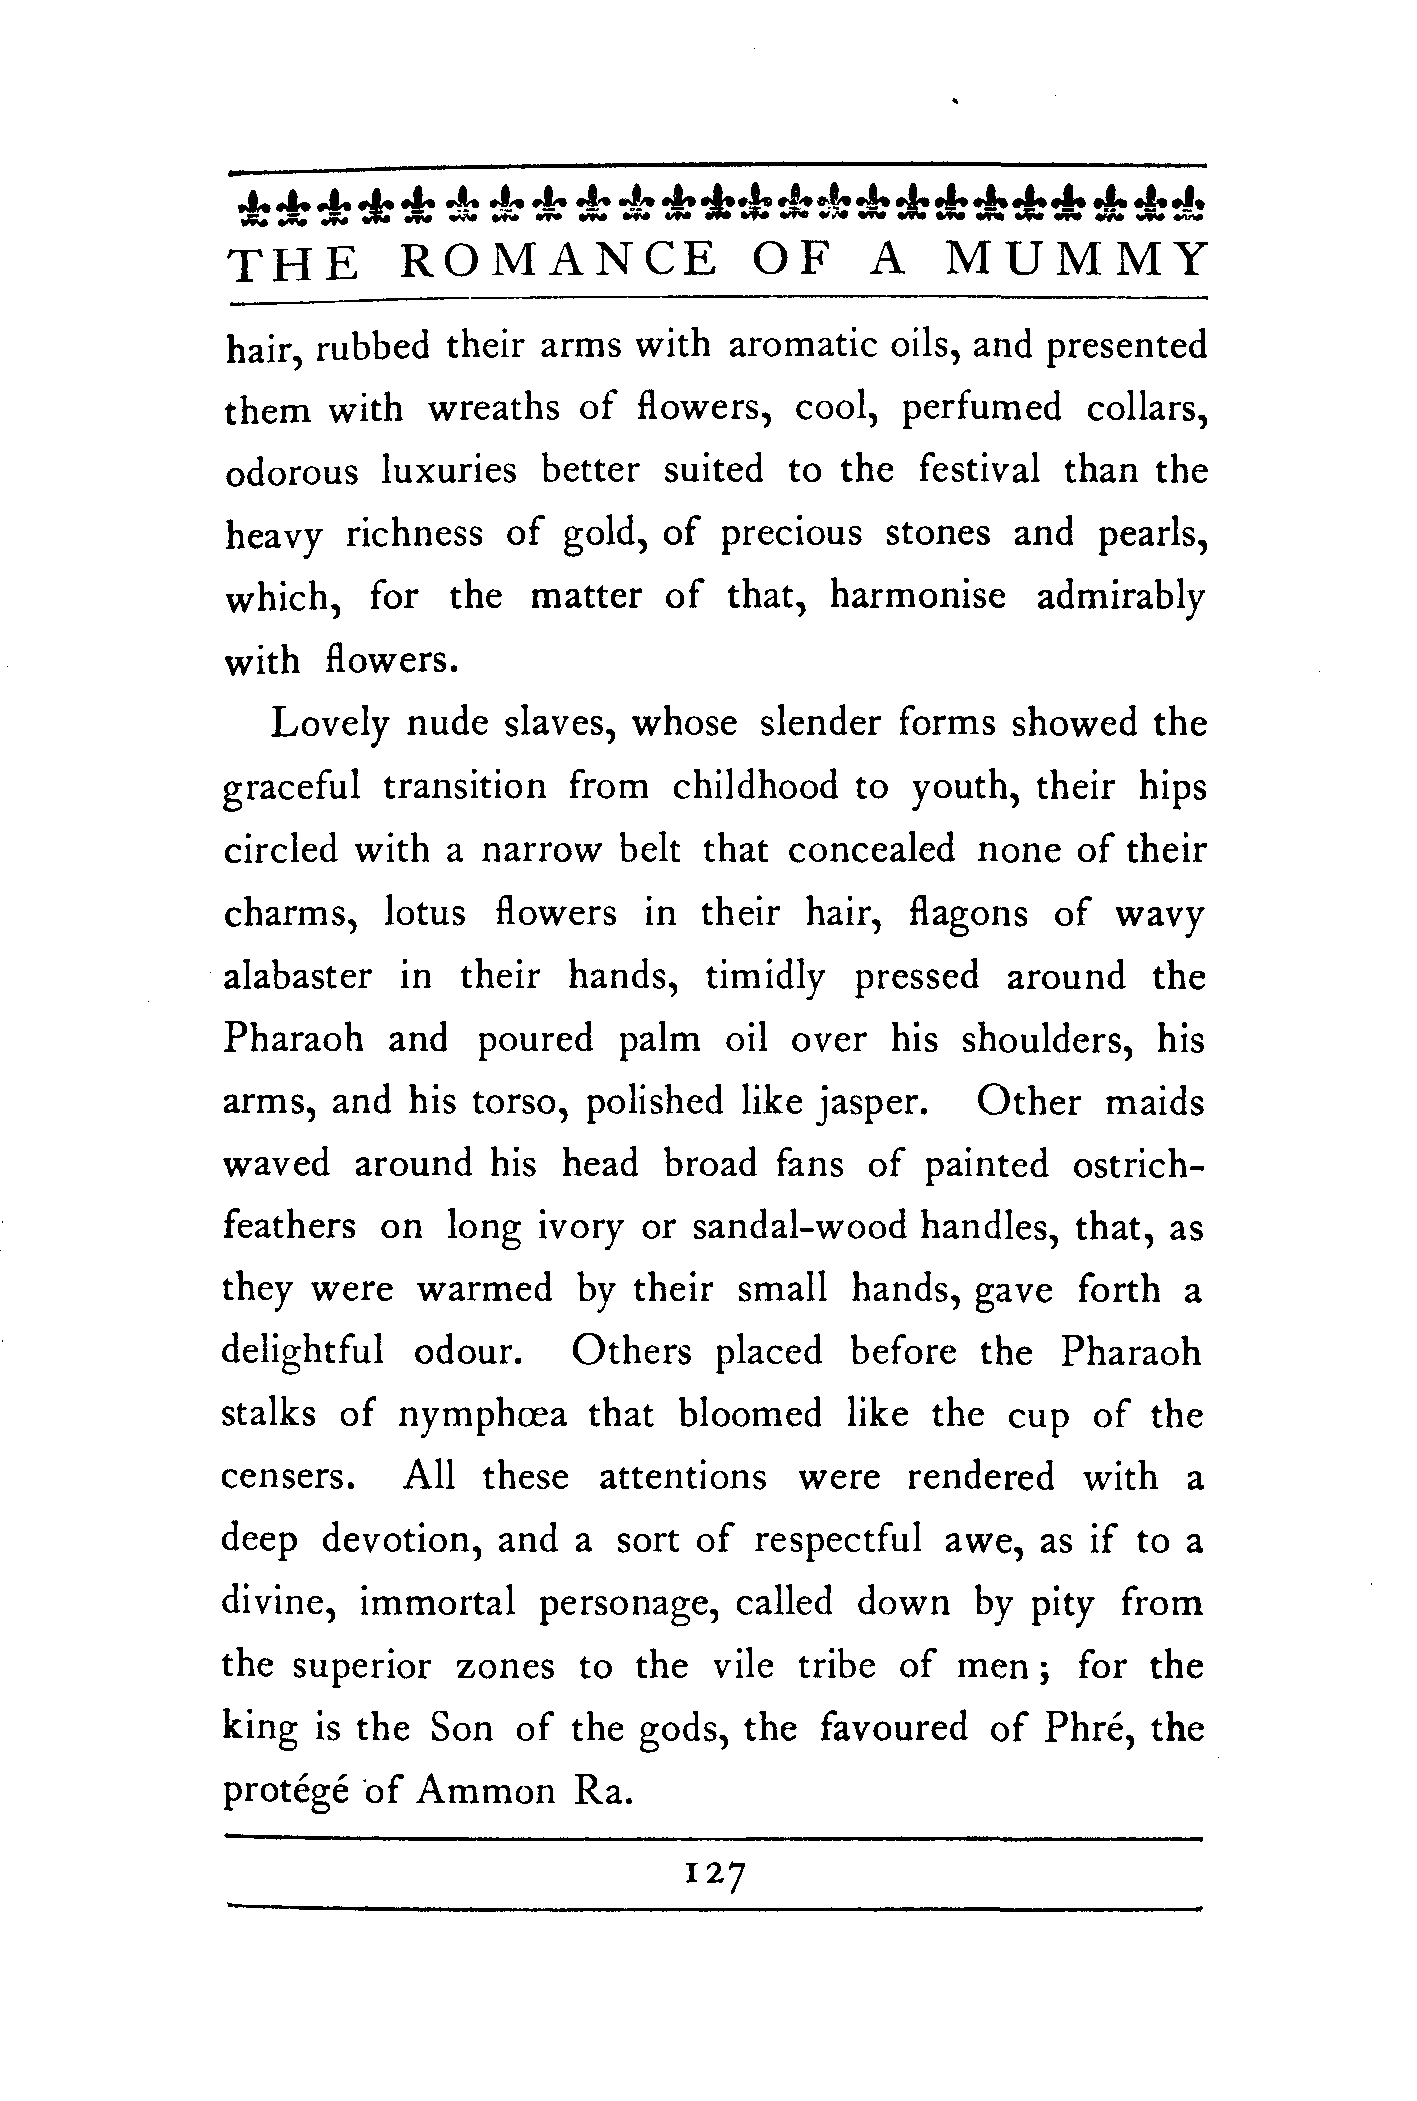 THE ROMANCE OF A MUMMY
hair, rubbed their arms with aromatic oils, and presented
them with wreaths of flowers, cool, perfumed collars,
odorous luxuries better suited to the festival than the
heavy richness of gold, of precious stones and pearls,
which, for the matter of that, harmonise admirably
with flowers.
Lovely nude slaves, whose slender forms showed the
graceful transition from childhood to youth, their hips
circled with a narrow belt that concealed none of their
charms, lotus flowers in their hair, flagons of wavy
alabaster in their hands, timidly pressed around the
Pharaoh and poured palm oil over his shoulders, his
arms, and his torso, polished like jasper. Other maids
waved around his head broad fans of painted ostrich-
feathers on long ivory or sandal-wood handles, that, as
they were warmed by their small hands, gave forth a
delightful odour. Others placed before the Pharaoh
stalks of nymphœa that bloomed like the cup of the
censers. All these attentions were rendered with a
deep devotion, and a sort of respectful awe, as if to a
divine, immortal personage, called down by pity from
the superior zones to the vile tribe of men; for the
king is the Son of the gods, the favoured of Phré, the
protégé of Ammon Ra.
127